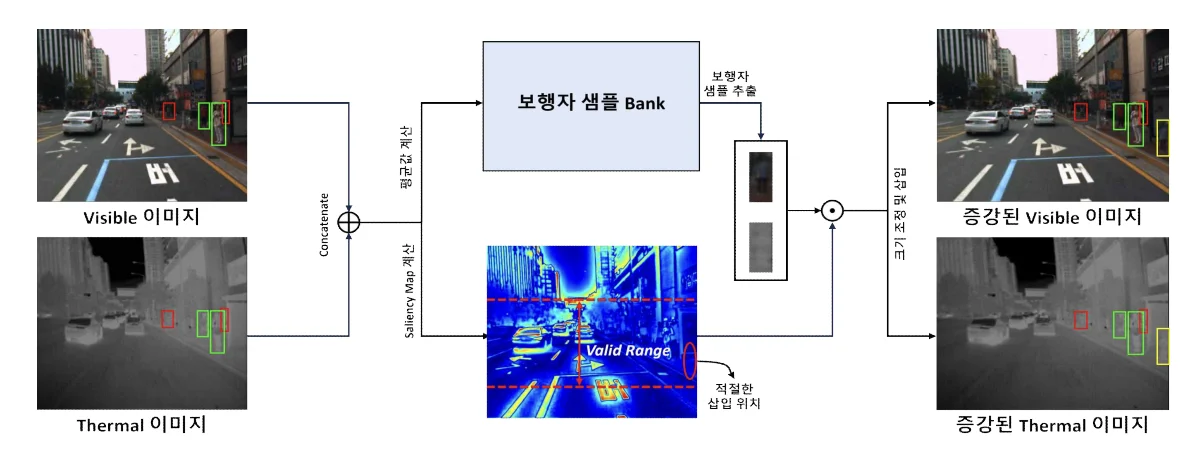 Visible 이미지
Thermal 이미지
Concatenate
평균값 계산
Saliency Map 계산
보행자 샘플 Bank
Valid Range
적절한
삽입 위치
보행자
샘플 추출
크기 조정 및 삽입
증강된 Visible 이미지
증강된 Thermal 이미지